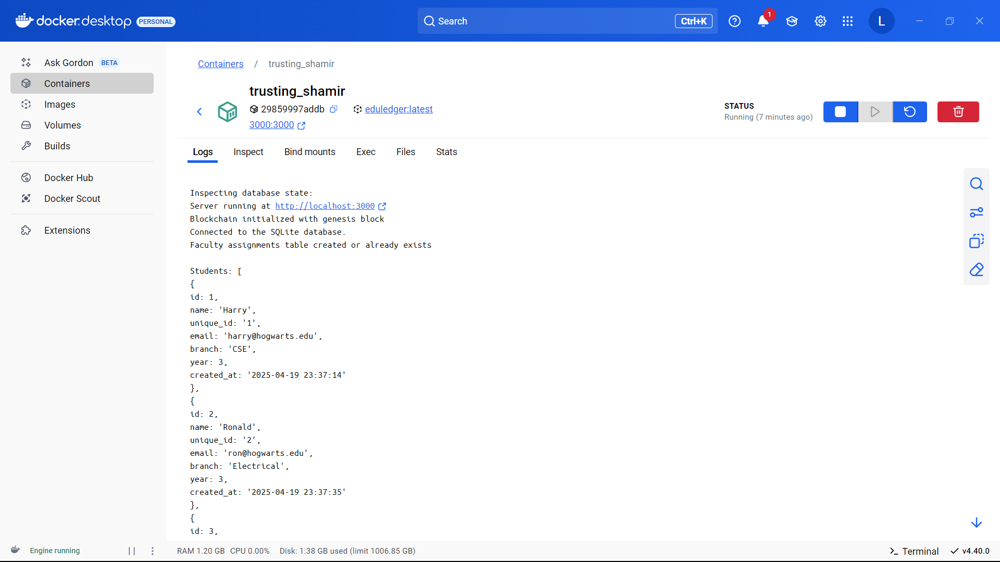 docker.desktop PERSONAL
Search
Ctrl+K
1
L
Ask Gordon BETA
Containers
Images
Volumes
Builds
Docker Hub
Docker Scout
Extensions
Containers / trusting_shamir
trusting_shamir
29859997addb eduledger:latest
3000:3000
STATUS
Running (7 minutes ago)
Logs Inspect Bind mounts Exec Files Stats
Inspecting database state:
Server running at http://localhost:3000
Blockchain initialized with genesis block
Connected to the SQLite database.
Faculty assignments table created or already exists
Students: [
{
id: 1,
name: 'Harry',
unique_id: '1',
email: 'harry@hogwarts.edu',
branch: 'CSE',
year: 3,
created_at: '2025-04-19 23:37:14'
},
{
id: 2,
name: 'Ronald',
unique_id: '2',
email: 'ron@hogwarts.edu',
branch: 'Electrical',
year: 3,
created_at: '2025-04-19 23:37:35'
},
{
id: 3,
Engine running
RAM 1.20 GB CPU 0.00% Disk: 1.38 GB used (limit 1006.85 GB)
Terminal
v4.40.0